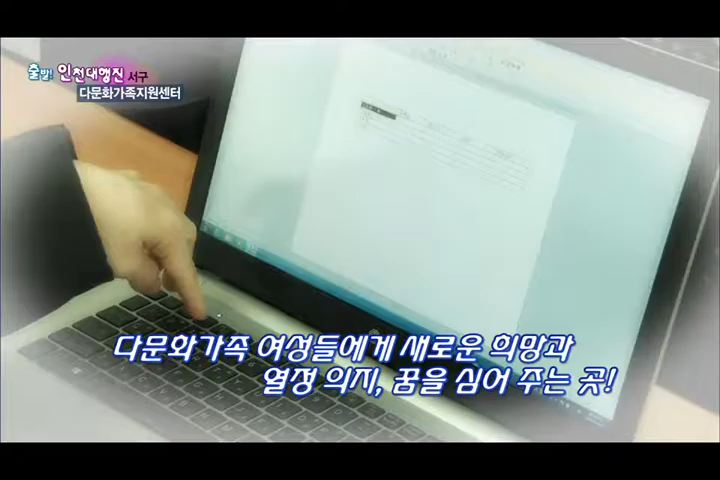 출발! 인천대행진 서구
다문화가족지원센터
다문화가족 여성들에게 새로운 희망과
열정 의지, 꿈을 심어 주는 곳!